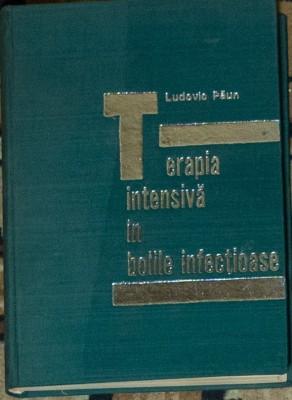 Ludovic Păun
Terapia
intensivă
în
bolile infecțioase